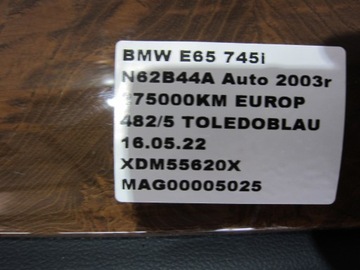 BMW E65 745i
N62B44A Auto 2003r
275000KM EUROP
482/5 TOLEDOBLAU
16.05.22
XDM55620X
MAG00005025